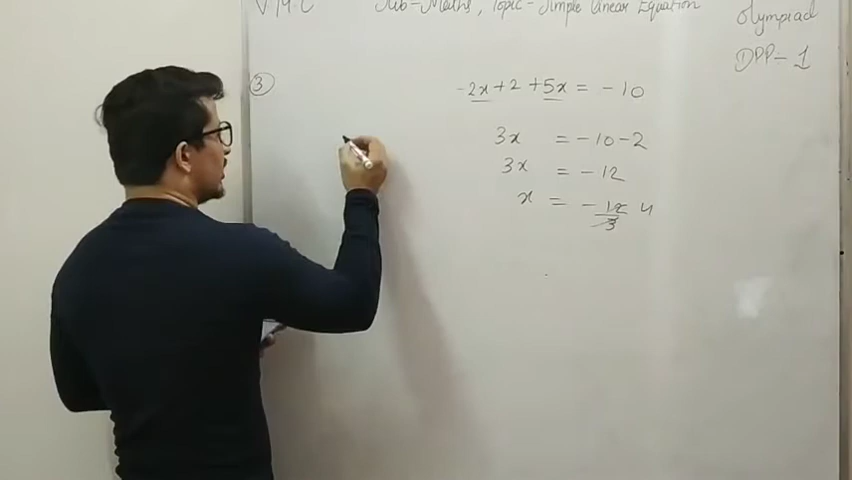 Sub-Maths, Topic-Simple linear Equation
Olympiad
DPP-1
3
-2x+2+5x = -10
3x = -10-2
3x = -12
x = -12/3 4